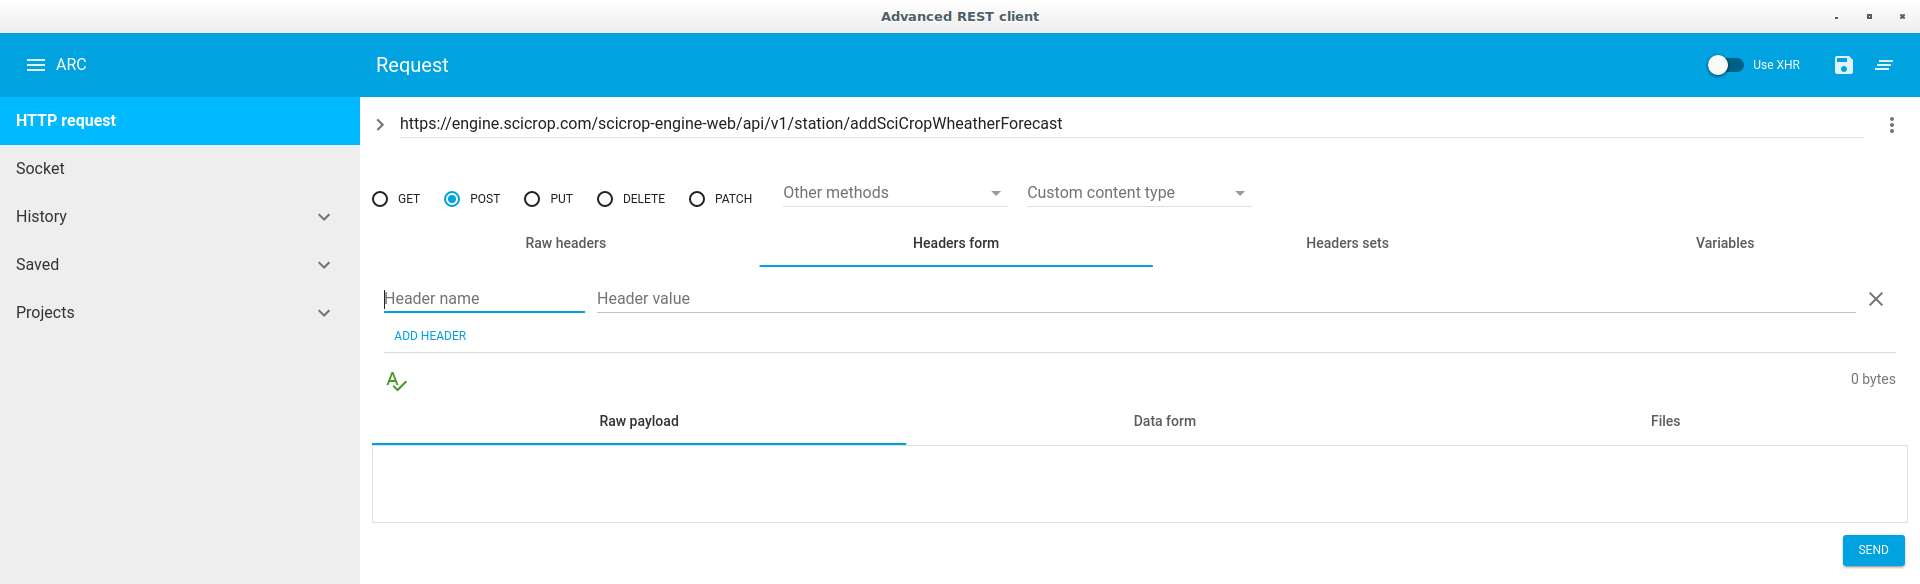 Advanced REST client
ARC
Request
Use XHR
HTTP request
https://engine.scicrop.com/scicrop-engine-web/api/v1/station/addSciCropWheatherForecast
Socket
History
Saved
Projects
GET POST PUT DELETE PATCH Other methods Custom content type
Raw headers Headers form Headers sets Variables
Header name Header value
ADD HEADER
0 bytes
Raw payload Data form Files
SEND